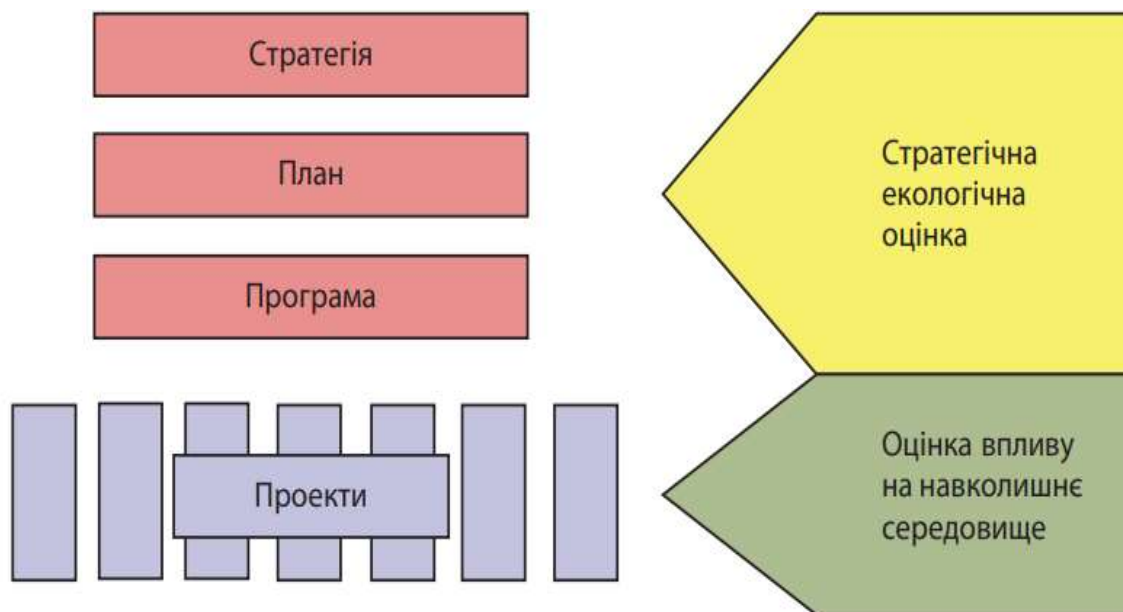 Стратегія
План
Програма
Проекти
Стратегічна
екологічна
оцінка
Оцінка впливу
на навколишнє
середовище